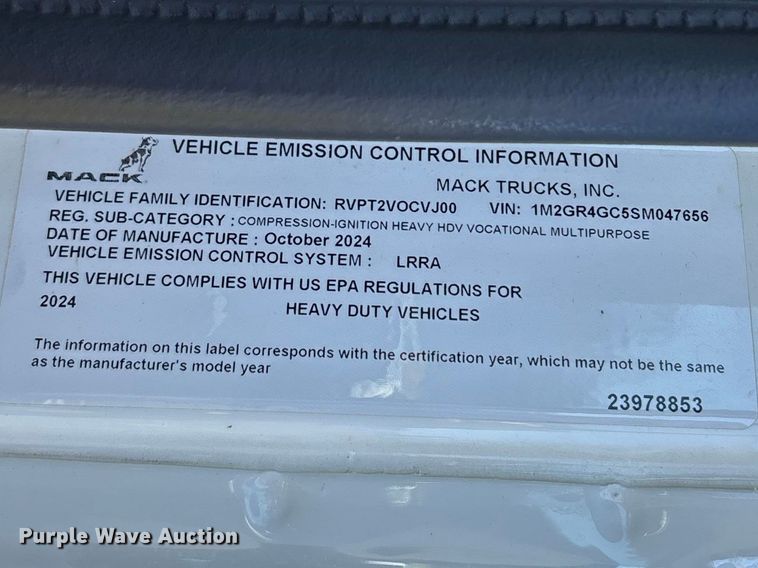 VEHICLE EMISSION CONTROL INFORMATION
MACK MACK TRUCKS, INC.
VEHICLE FAMILY IDENTIFICATION: RVPT2VOCVJ00 VIN: 1M2GR4GC5SM047656
REG. SUB-CATEGORY : COMPRESSION-IGNITION HEAVY HDV VOCATIONAL MULTIPURPOSE
DATE OF MANUFACTURE : October 2024
VEHICLE EMISSION CONTROL SYSTEM : LRRA
THIS VEHICLE COMPLIES WITH US EPA REGULATIONS FOR
2024 HEAVY DUTY VEHICLES
The information on this label corresponds with the certification year, which may not be the same
as the manufacturer's model year
23978853
Purple Wave Auction